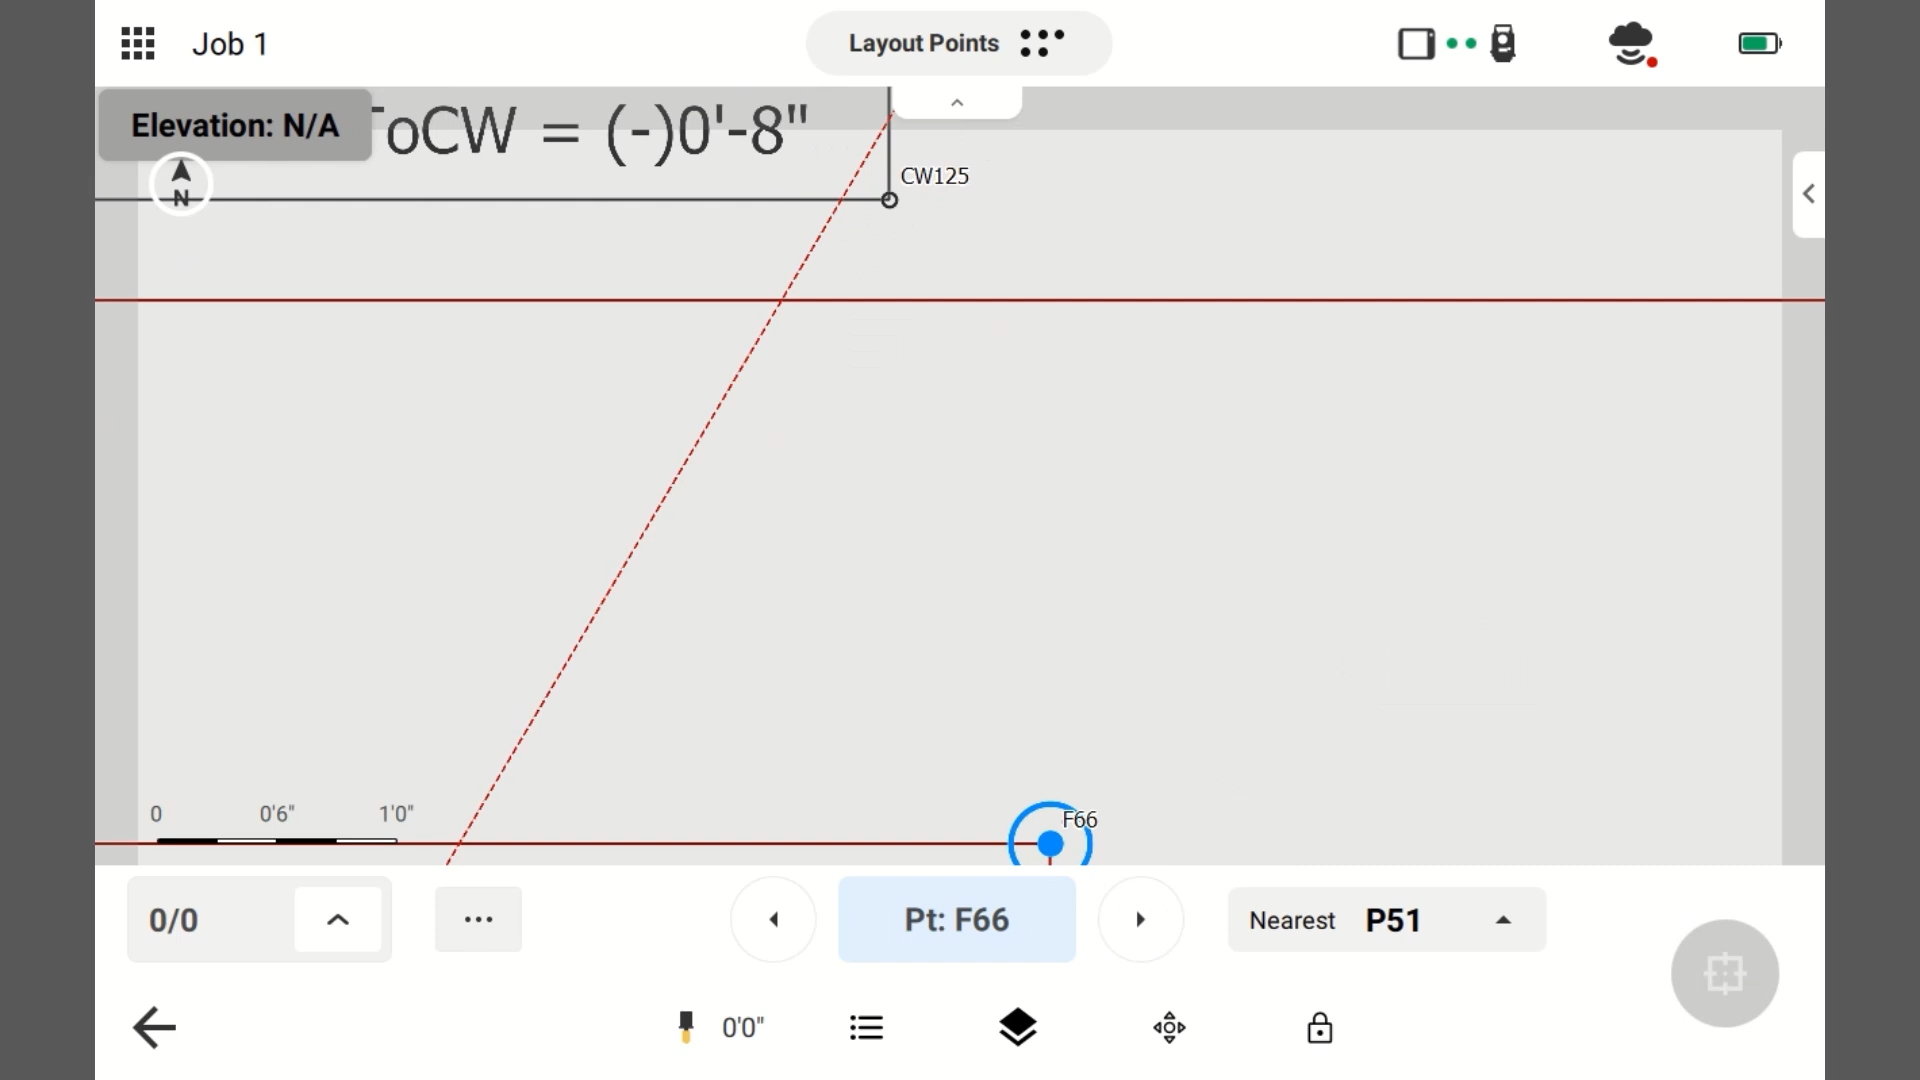 Job 1
Layout Points
Elevation: N/A
ToCW = (-)0'-8"
N
CW125
0 0'6" 1'0"
F66
0/0
...
Pt: F66
Nearest P51
0'0"